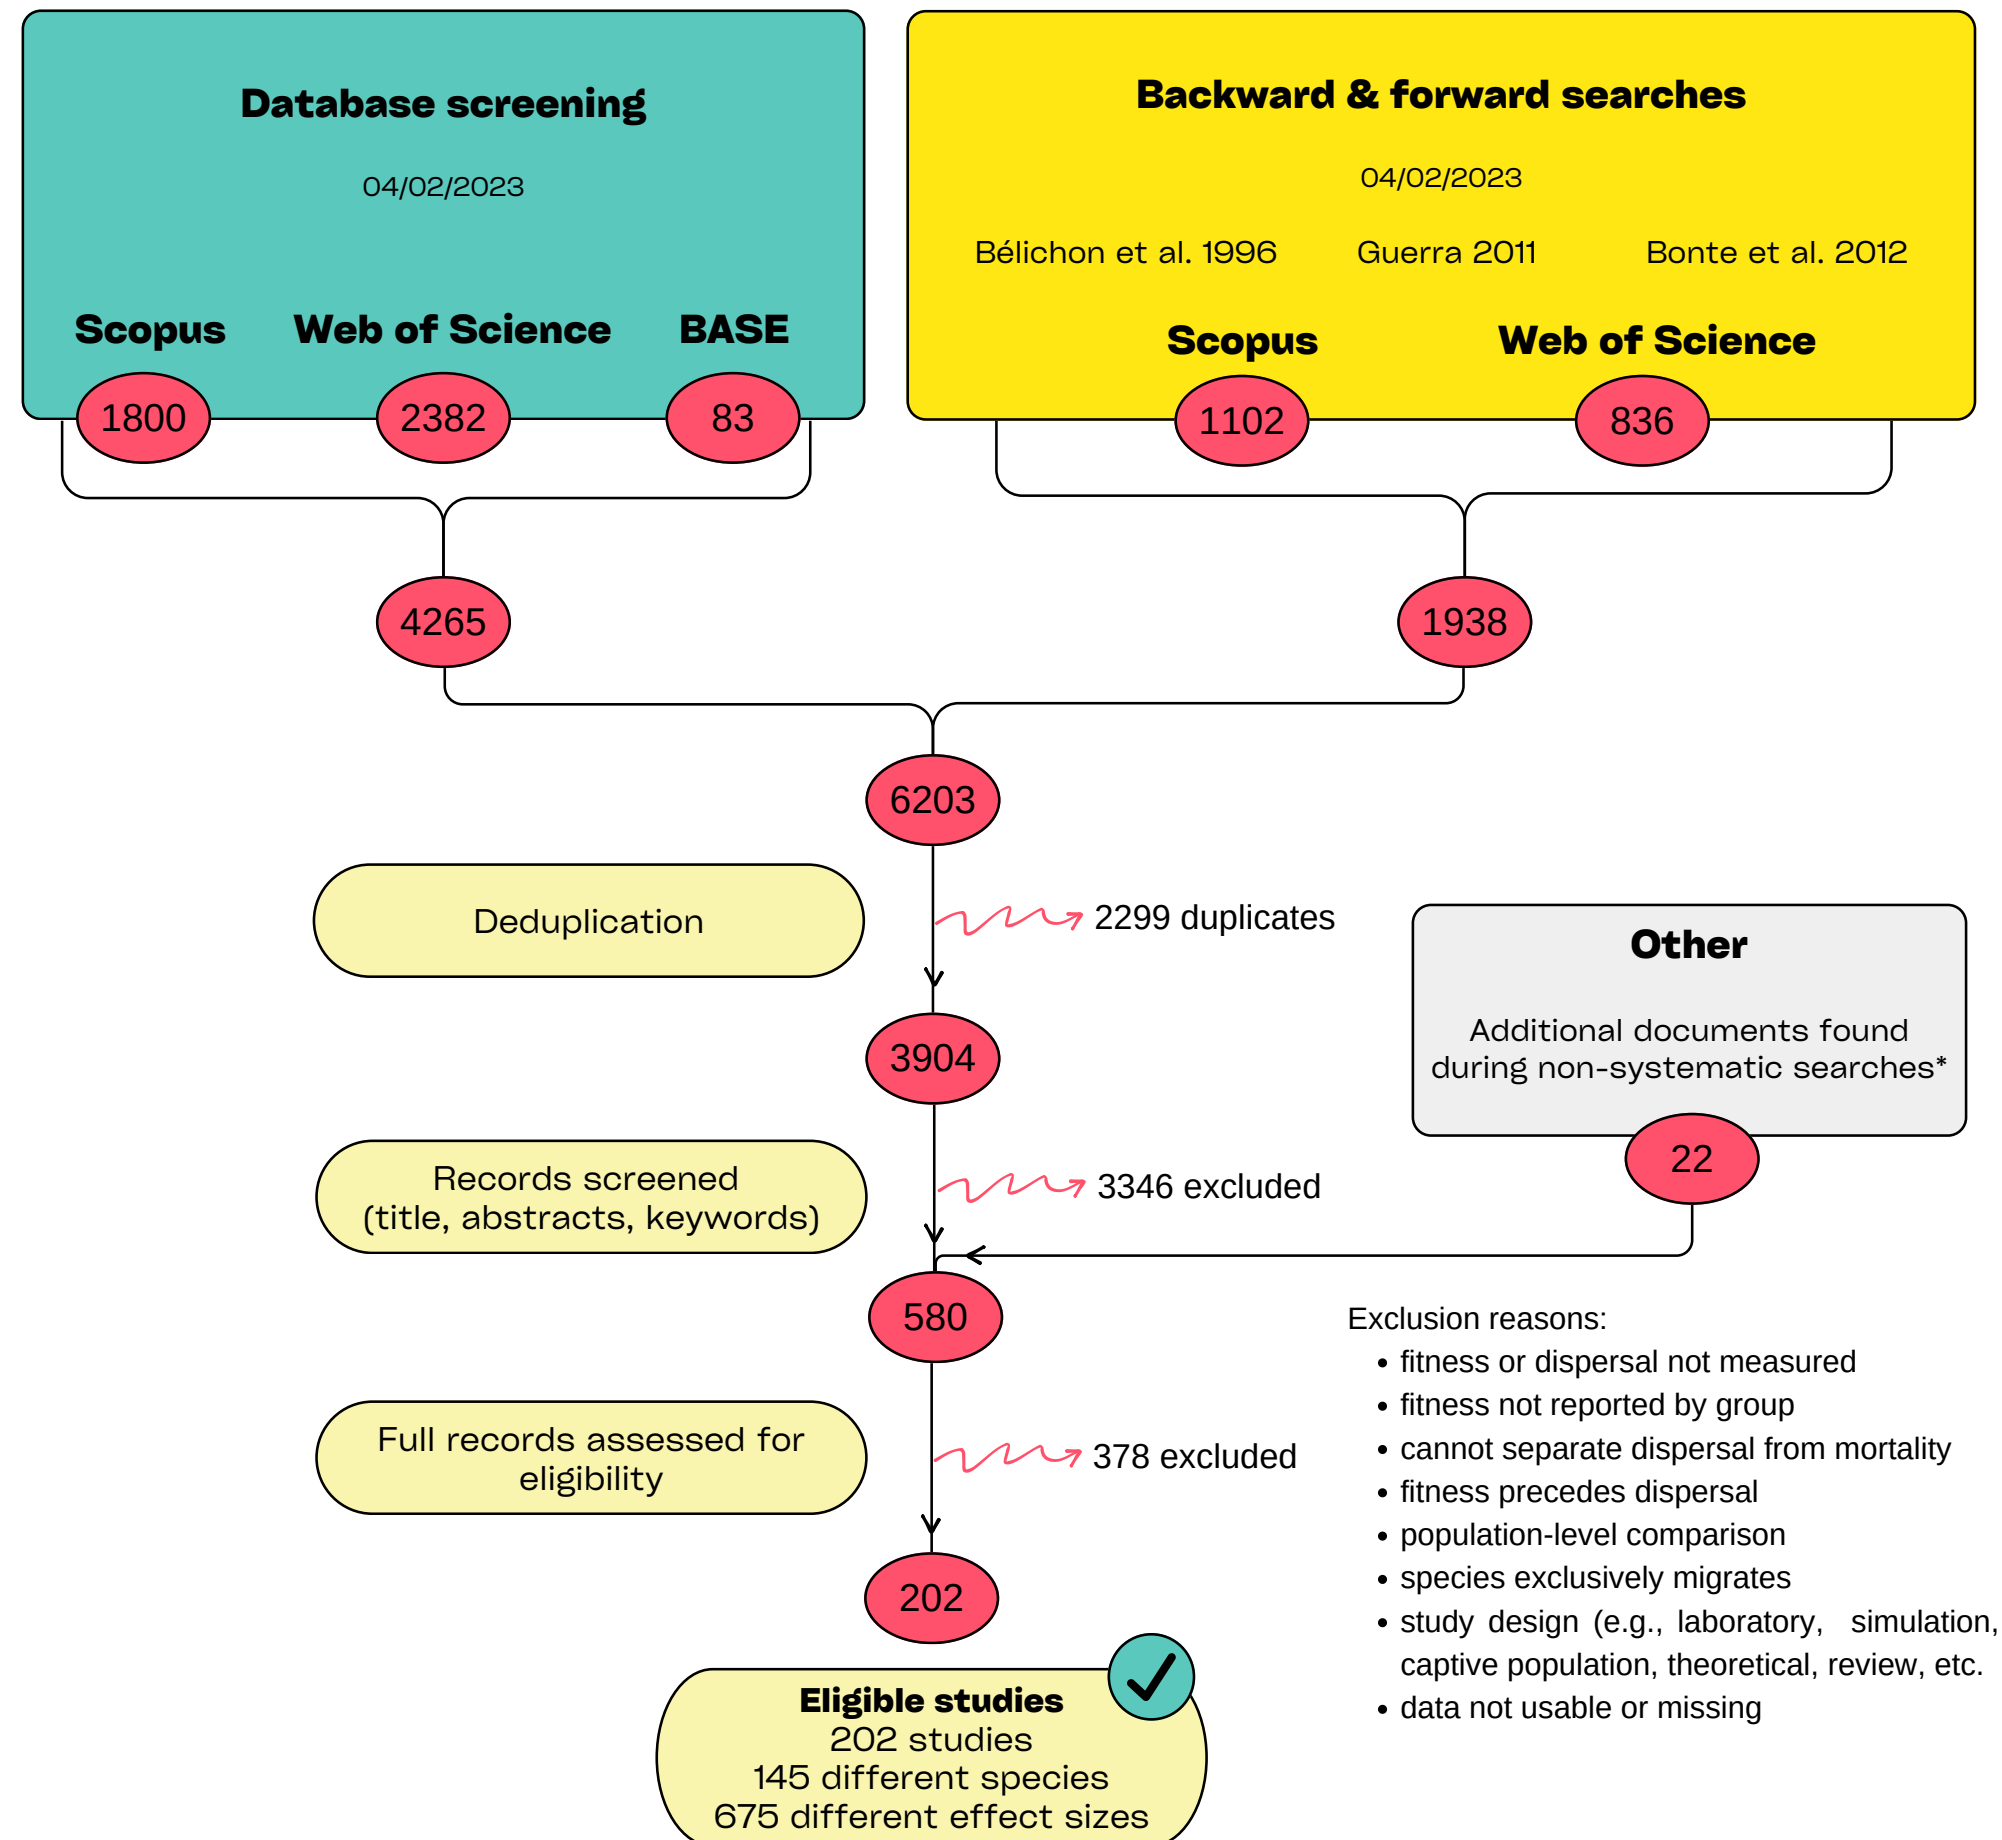 Database screening
04/02/2023
Scopus Web of Science BASE
1800 2382 83
Backward & forward searches
04/02/2023
Bélichon et al. 1996 Guerra 2011 Bonte et al. 2012
Scopus Web of Science
1102 836
4265
1938
6203
Deduplication
2299 duplicates
3904
Other
Additional documents found
during non-systematic searches*
22
Records screened
(title, abstracts, keywords)
3346 excluded
580
Full records assessed for
eligibility
378 excluded
Exclusion reasons:
• fitness or dispersal not measured
• fitness not reported by group
• cannot separate dispersal from mortality
• fitness precedes dispersal
• population-level comparison
• species exclusively migrates
• study design (e.g., laboratory, simulation,
captive population, theoretical, review, etc.
• data not usable or missing
202
Eligible studies
202 studies
145 different species
675 different effect sizes